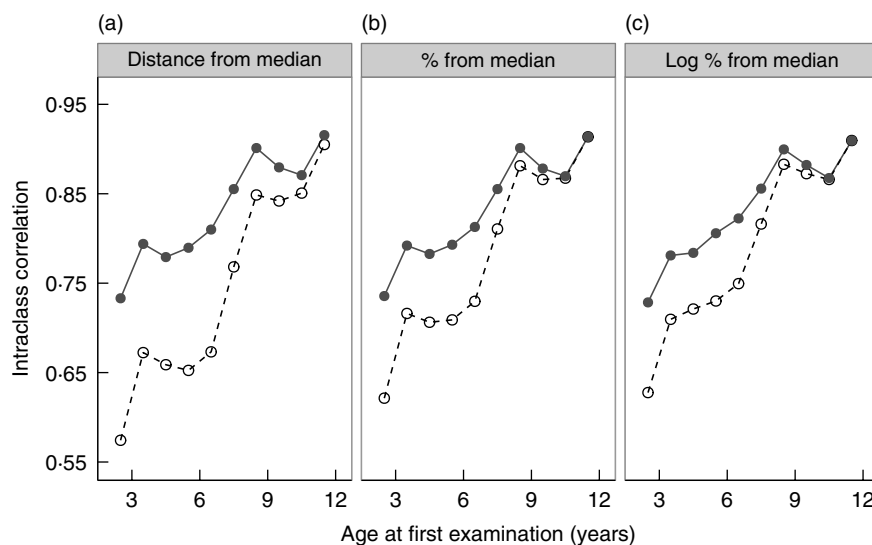 (a) (b) (c)
Distance from median % from median Log % from median
0·95
0·85
0·75
0·65
0·55
Intraclass correlation
3 6 9 12 3 6 9 12 3 6 9 12
Age at first examination (years)